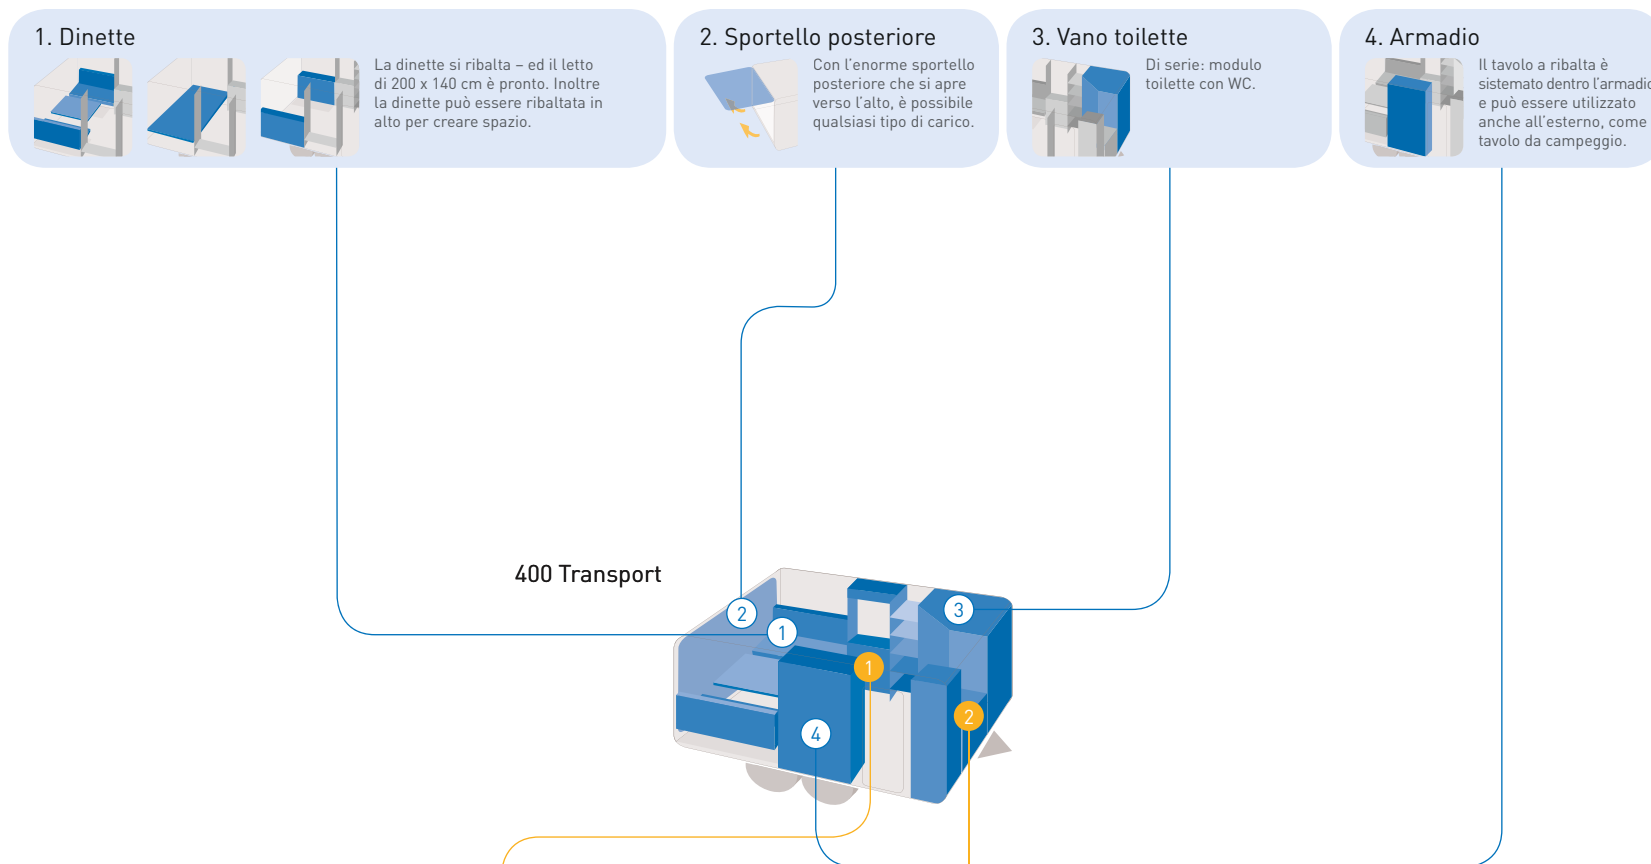 1. Dinette
La dinette si ribalta – ed il letto
di 200 x 140 cm è pronto. Inoltre
la dinette può essere ribaltata in
alto per creare spazio.
2. Sportello posteriore
Con l'enorme sportello
posteriore che si apre
verso l'alto, è possibile
qualsiasi tipo di carico.
3. Vano toilette
Di serie: modulo
toilette con WC.
4. Armadio
Il tavolo a ribalta è
sistemato dentro l'armadio
e può essere utilizzato
anche all'esterno, come
tavolo da campeggio.
400 Transport
2
1
3
1
2
4